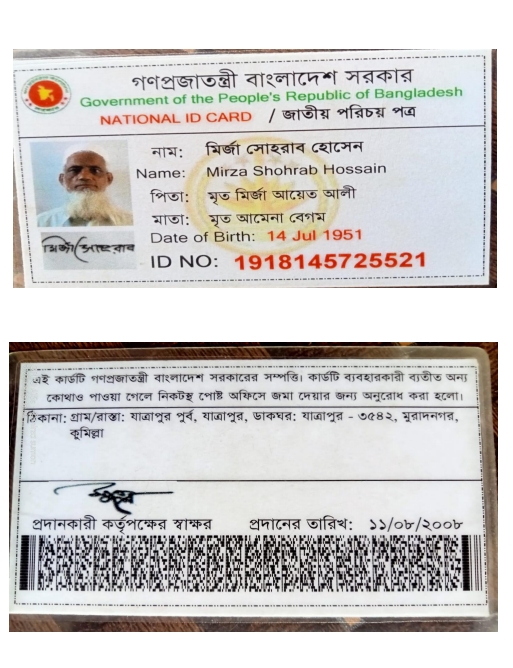 গণপ্রজাতন্ত্রী বাংলাদেশ সরকার
Government of the People's Republic of Bangladesh
NATIONAL ID CARD / জাতীয় পরিচয় পত্র
নাম: মির্জা সোহরাব হোসেন
Name: Mirza Shohrab Hossain
পিতা: মৃত মির্জা আয়েত আলী
মাতা: মৃত আমেনা বেগম
Date of Birth: 14 Jul 1951
মির্জা সোহরাব
ID NO: 1918145725521
এই কার্ডটি গণপ্রজাতন্ত্রী বাংলাদেশ সরকারের সম্পত্তি। কার্ডটি ব্যবহারকারী ব্যতীত অন্য
কোথাও পাওয়া গেলে নিকটস্থ পোষ্ট অফিসে জমা দেয়ার জন্য অনুরোধ করা হলো।
ঠিকানা: গ্রাম/রাস্তা: যাত্রাপুর পূর্ব, যাত্রাপুর, ডাকঘর: যাত্রাপুর - ৩৫৪২, মুরাদনগর,
কুমিল্লা
প্রদানকারী কর্তৃপক্ষের স্বাক্ষর প্রদানের তারিখ: ১১/০৮/২০০৮